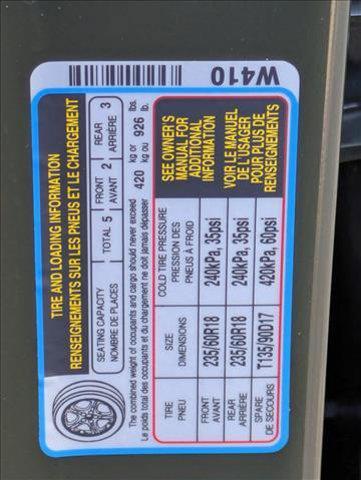 TIRE AND LOADING INFORMATION
RENSEIGNEMENTS SUR LES PNEUS ET LE CHARGEMENT
SEATING CAPACITY
NOMBRE DE PLACES
TOTAL 5
FRONT
AVANT
2
REAR
ARRIÈRE
3
The combined weight of occupants and cargo should never exceed 420 kg or 926 lbs.
Le poids total des occupants et du chargement ne doit jamais dépasser 420 kg ou 926 lb.
TIRE
PNEU
SIZE
DIMENSIONS
COLD TIRE PRESSURE
PRESSION DES
PNEUS À FROID
FRONT
AVANT
235/60R18
240kPa, 35psi
REAR
ARRIÈRE
235/60R18
240kPa, 35psi
SPARE
DE SECOURS
T135/90D17
420kPa, 60psi
SEE OWNER'S
MANUAL FOR
ADDITIONAL
INFORMATION
VOIR LE MANUEL
DE L'USAGER
POUR PLUS DE
RENSEIGNEMENTS
W410